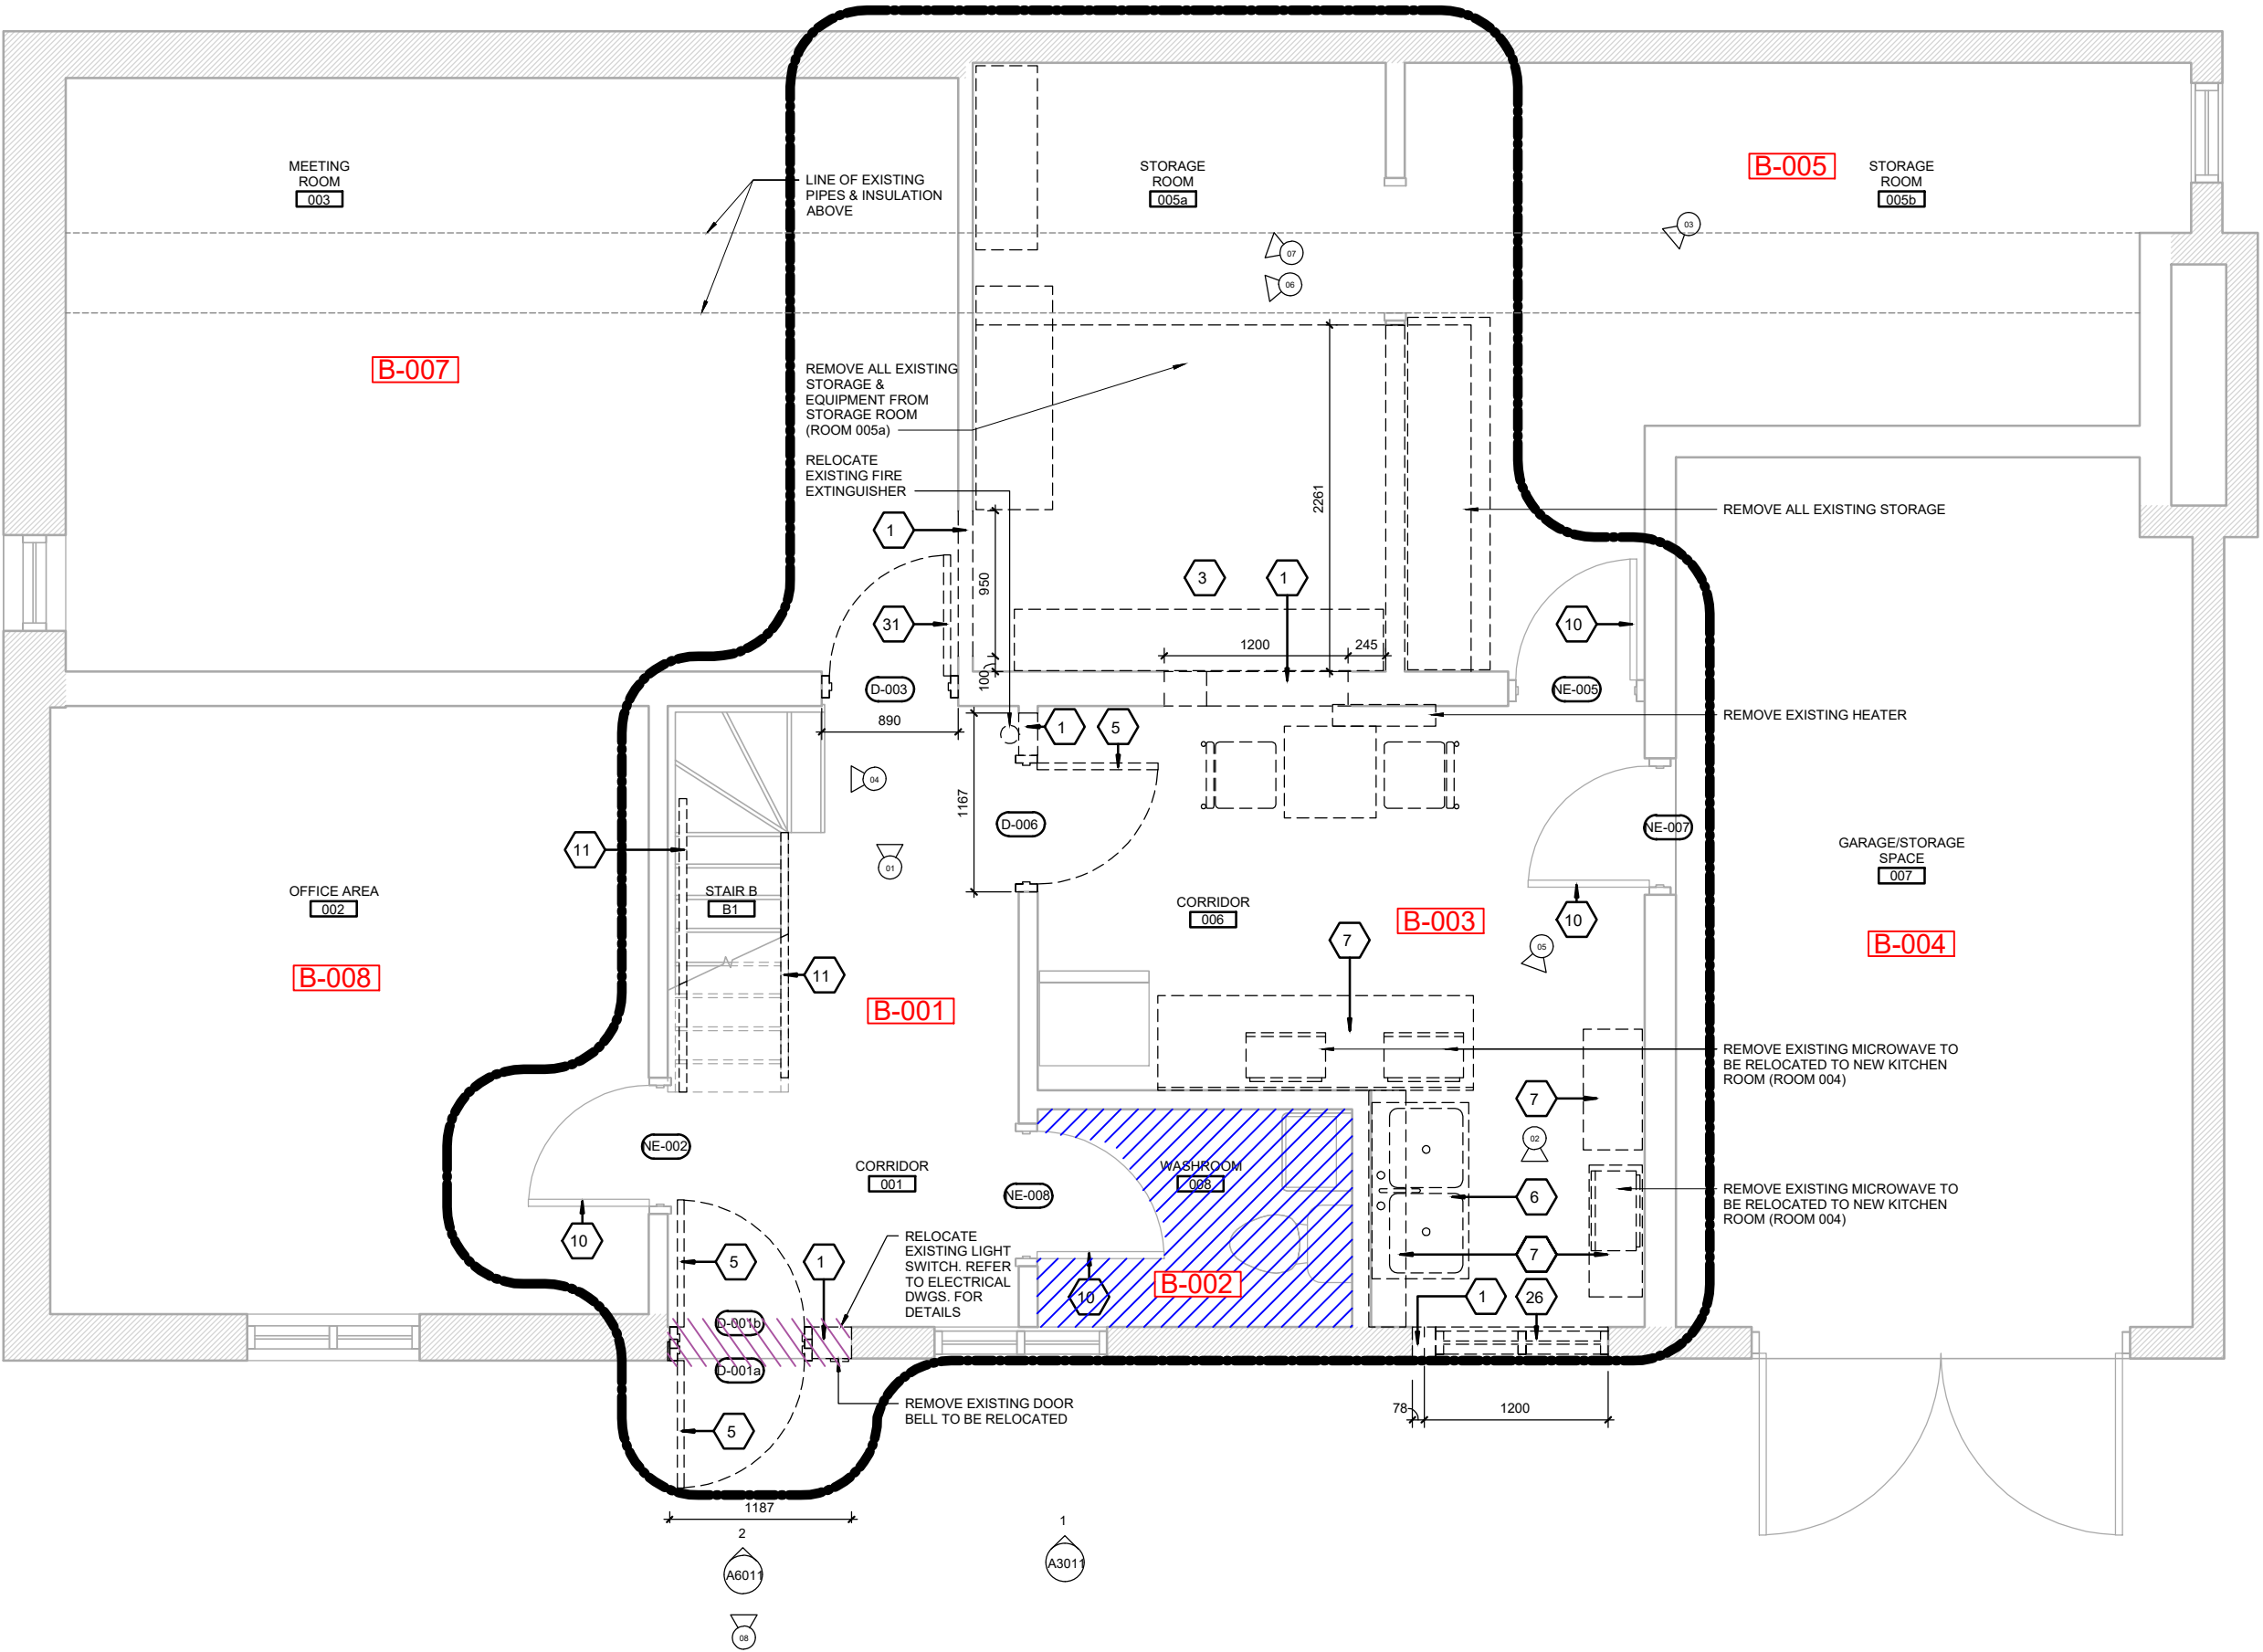 MEETING
ROOM
003
LINE OF EXISTING
PIPES & INSULATION
ABOVE
STORAGE
ROOM
005a
B-005
STORAGE
ROOM
005b
03
07
06
B-007
REMOVE ALL EXISTING
STORAGE &
EQUIPMENT FROM
STORAGE ROOM
(ROOM 005a)
RELOCATE
EXISTING FIRE
EXTINGUISHER
2261
REMOVE ALL EXISTING STORAGE
1
950
3
1
31
10
1200
245
100
D-003
NE-005
890
1
5
REMOVE EXISTING HEATER
04
1167
D-006
NE-007
11
01
GARAGE/STORAGE
SPACE
007
OFFICE AREA
002
STAIR B
B1
CORRIDOR
006
B-003
10
7
05
B-004
B-008
11
B-001
REMOVE EXISTING MICROWAVE TO
BE RELOCATED TO NEW KITCHEN
ROOM (ROOM 004)
7
NE-002
02
CORRIDOR
001
WASHROOM
008
NE-008
6
REMOVE EXISTING MICROWAVE TO
BE RELOCATED TO NEW KITCHEN
ROOM (ROOM 004)
10
5
1
RELOCATE
EXISTING LIGHT
SWITCH. REFER
TO ELECTRICAL
DWGS. FOR
DETAILS
7
B-002
10
1
26
D-001b
D-001a
REMOVE EXISTING DOOR
BELL TO BE RELOCATED
78
1200
5
1187
2
A6011
1
A3011
08